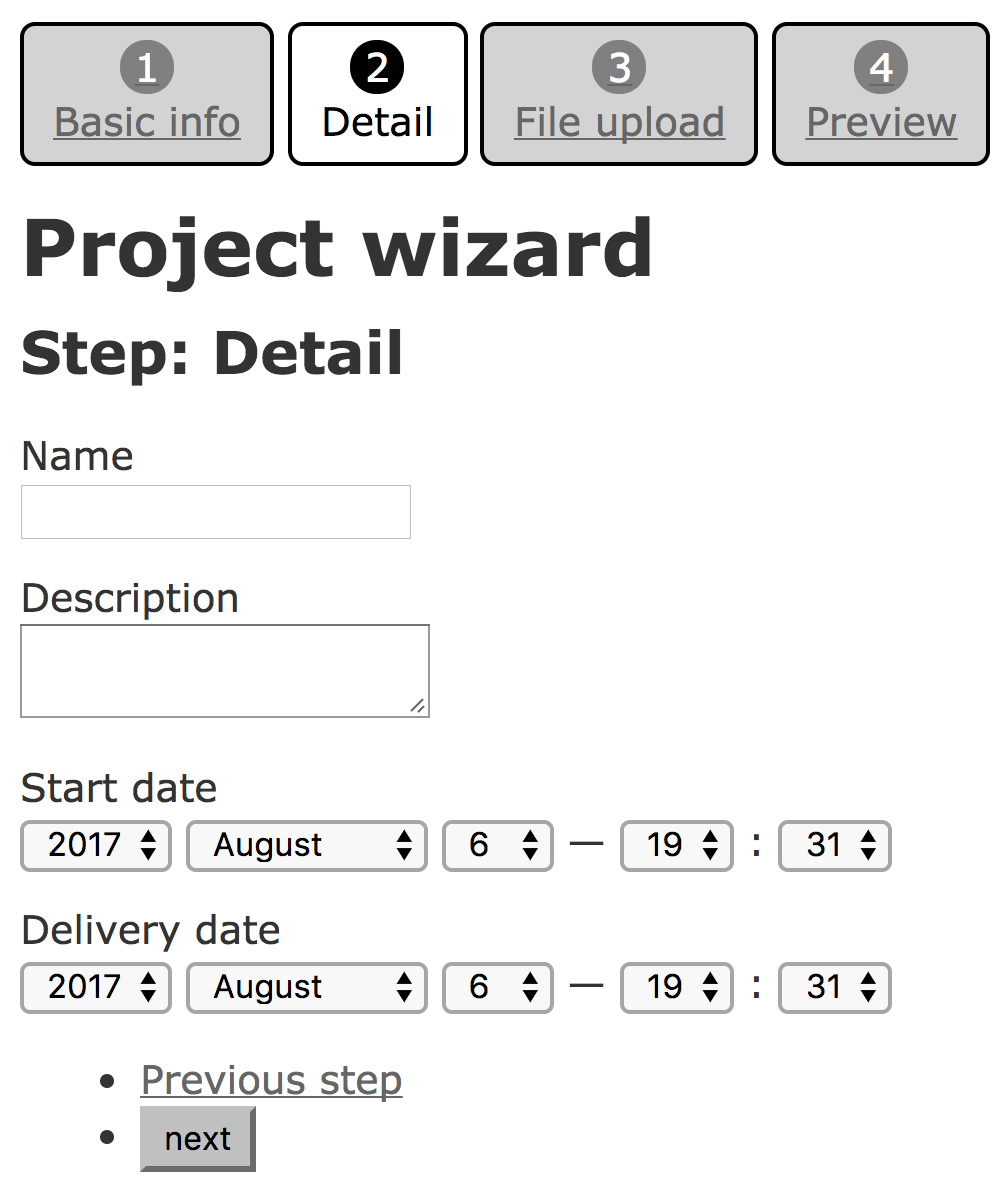 1 2 3 4
Basic info Detail File upload Preview
Project wizard
Step: Detail
Name
Description
Start date
2017 August 6 — 19 : 31
Delivery date
2017 August 6 — 19 : 31
Previous step
next